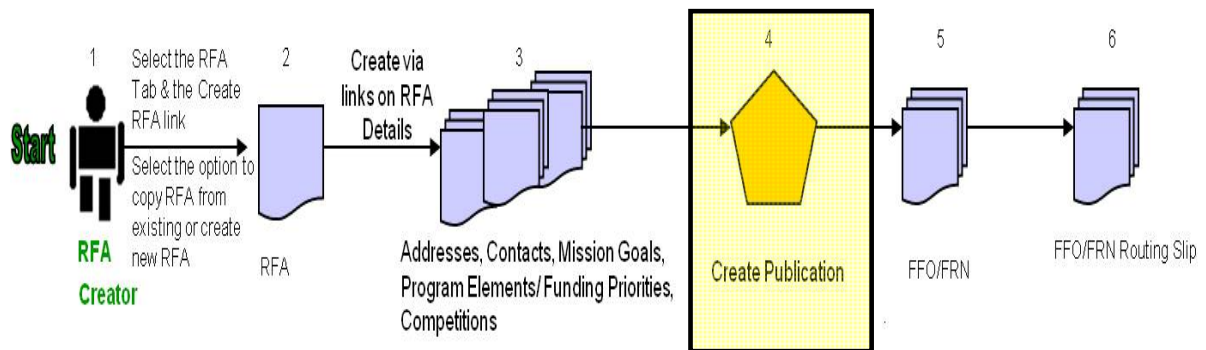 Start
1
RFA
Creator
Select the RFA
Tab & the Create
RFA link
Select the option to
copy RFA from
existing or create
new RFA
2
RFA
Create via
links on RFA
Details
3
Addresses, Contacts, Mission Goals,
Program Elements/ Funding Priorities,
Competitions
4
Create Publication
5
FFO/FRN
6
FFO/FRN Routing Slip